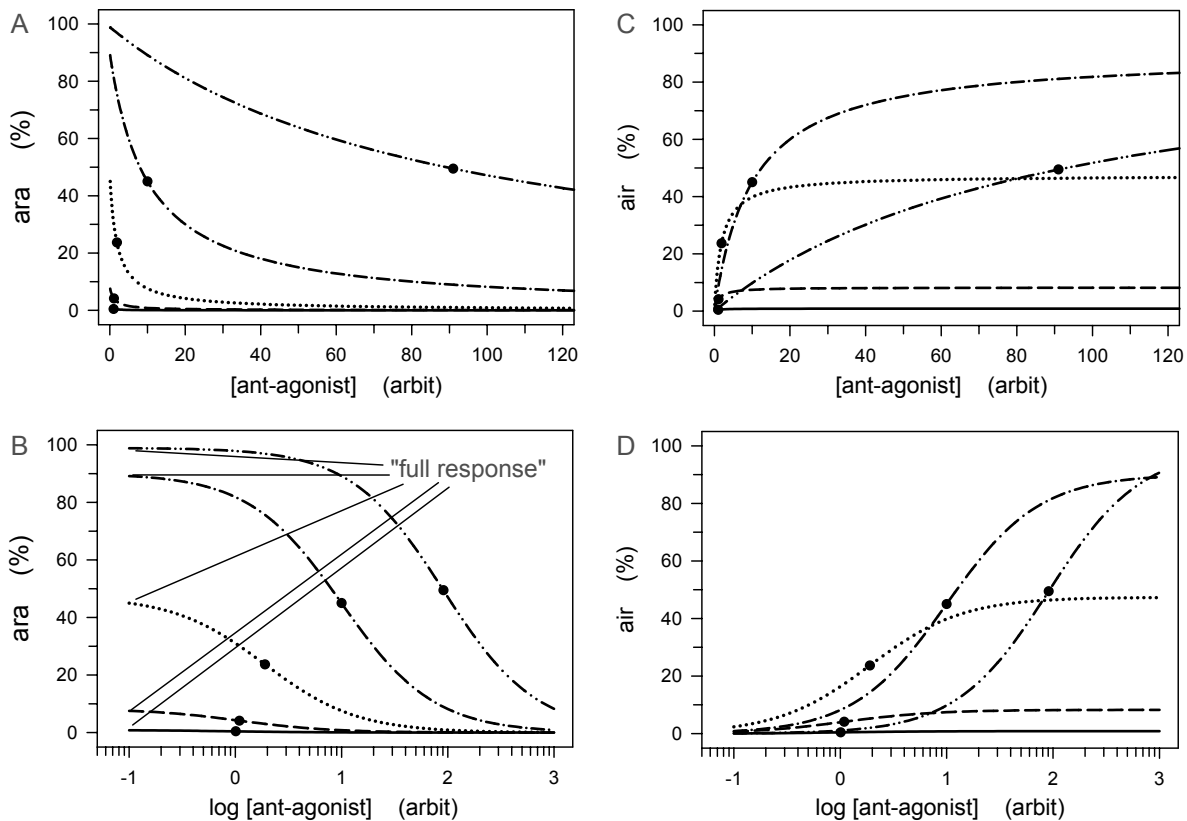 A
100
80
60
40
20
0
ara (%)
0 20 40 60 80 100 120
[ant-agonist] (arbit)
C
100
80
60
40
20
0
air (%)
0 20 40 60 80 100 120
[ant-agonist] (arbit)
B
100
80
60
40
20
0
ara (%)
"full response"
-1 0 1 2 3
log [ant-agonist] (arbit)
D
100
80
60
40
20
0
air (%)
-1 0 1 2 3
log [ant-agonist] (arbit)